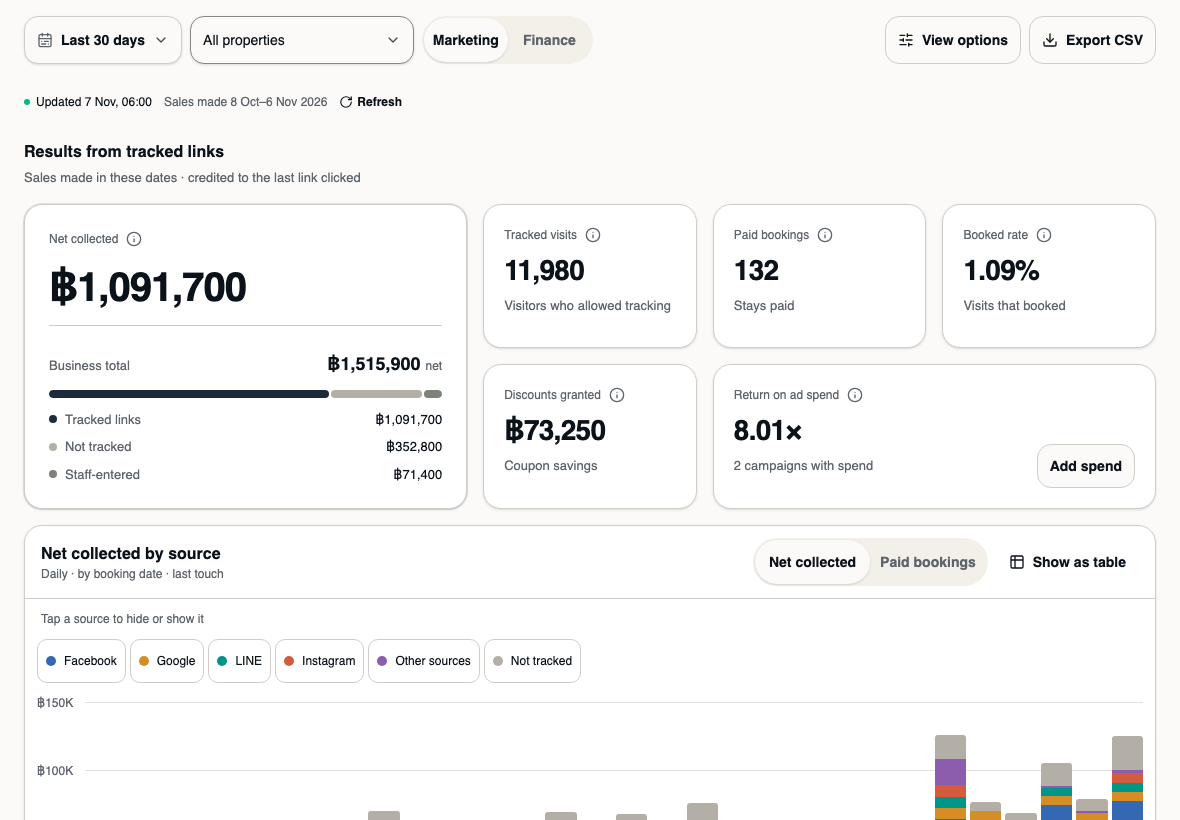 Last 30 days
All properties
Marketing
Finance
View options
Export CSV
Updated 7 Nov, 06:00
Sales made 8 Oct–6 Nov 2026
Refresh
Results from tracked links
Sales made in these dates · credited to the last link clicked
Net collected
฿1,091,700
Business total
฿1,515,900 net
Tracked links
฿1,091,700
Not tracked
฿352,800
Staff-entered
฿71,400
Tracked visits
11,980
Visitors who allowed tracking
Paid bookings
132
Stays paid
Booked rate
1.09%
Visits that booked
Discounts granted
฿73,250
Coupon savings
Return on ad spend
8.01×
2 campaigns with spend
Add spend
Net collected by source
Daily · by booking date · last touch
Net collected
Paid bookings
Show as table
Tap a source to hide or show it
Facebook
Google
LINE
Instagram
Other sources
Not tracked
฿150K
฿100K